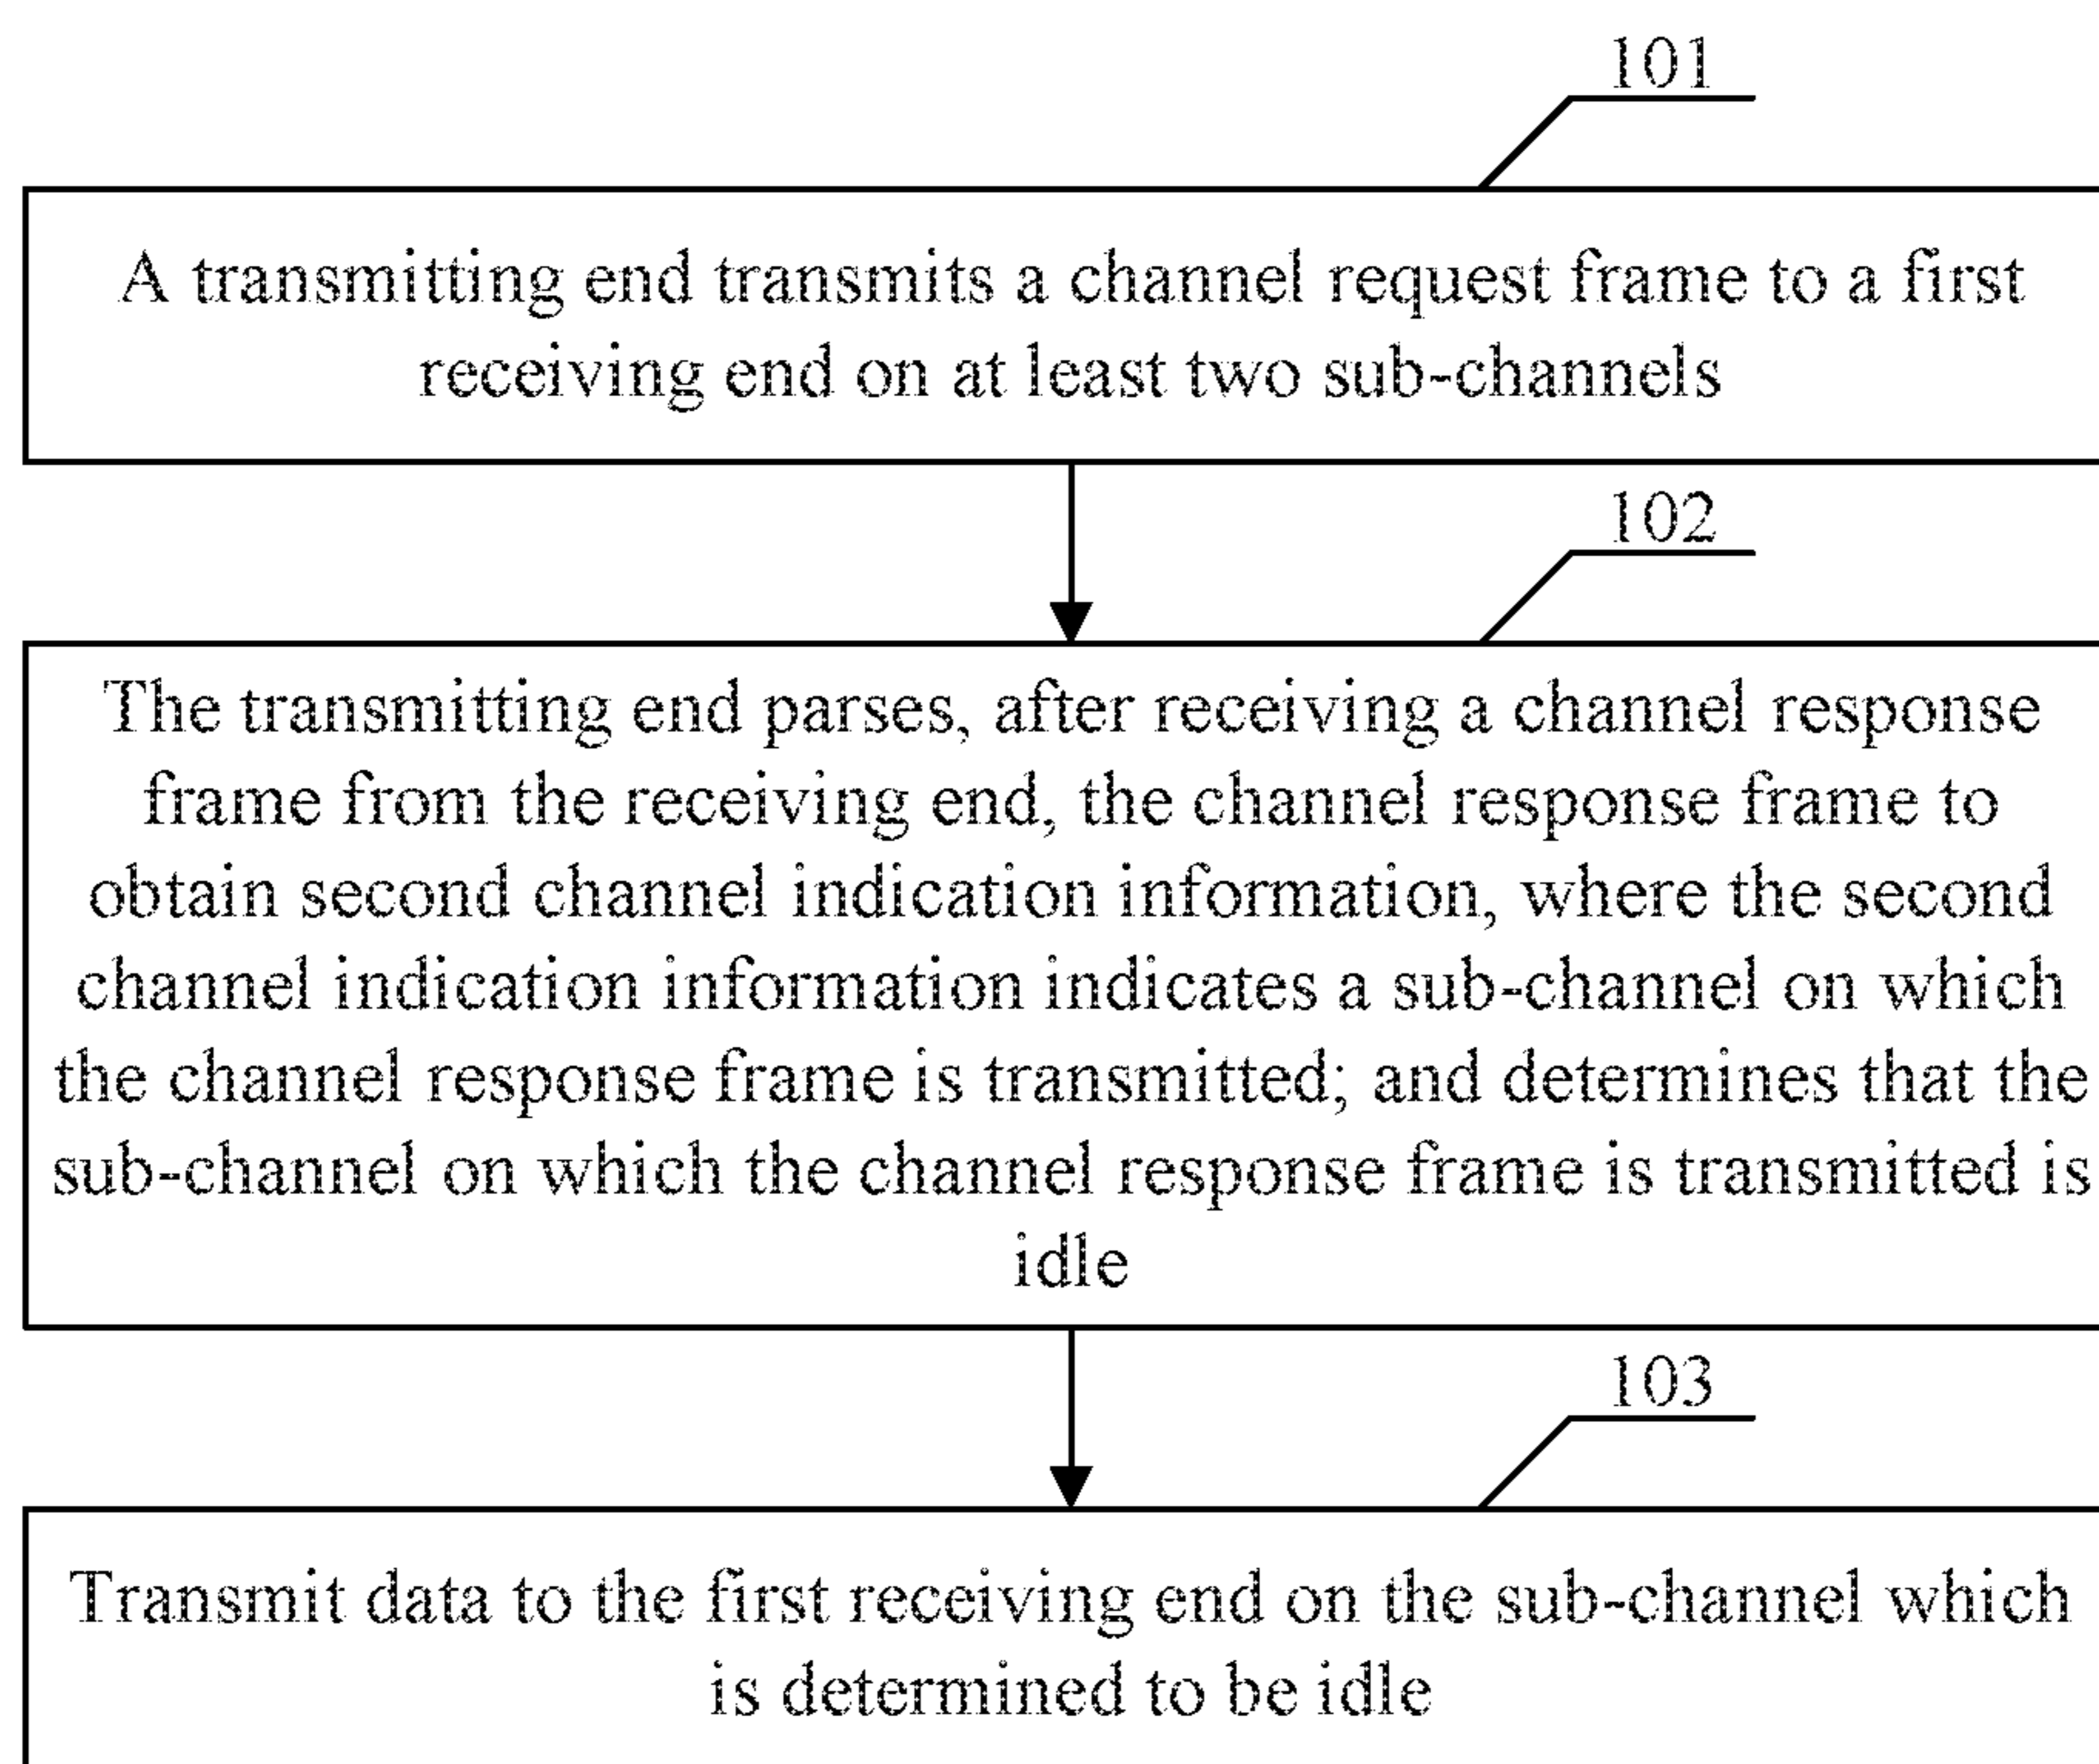 101
A transmitting end transmits a channel request frame to a first
receiving end on at least two sub-channels
102
The transmitting end parses, after receiving a channel response
frame from the receiving end, the channel response frame to
obtain second channel indication information, where the second
channel indication information indicates a sub-channel on which
the channel response frame is transmitted; and determines that the
sub-channel on which the channel response frame is transmitted is
idle
103
Transmit data to the first receiving end on the sub-channel which
is determined to be idle